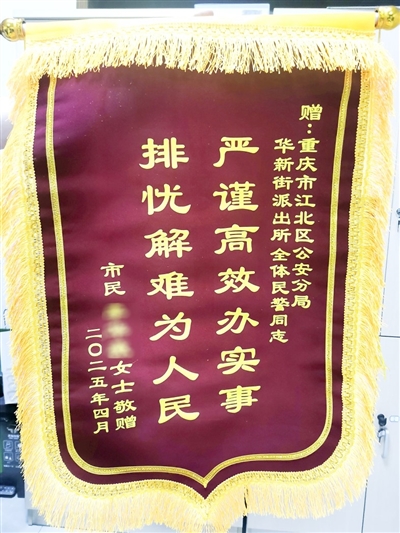 赠：重庆市江北区公安分局
华新街派出所全体民警同志
严谨高效办实事
排忧解难为人民
市民 女士敬赠
二〇二五年四月